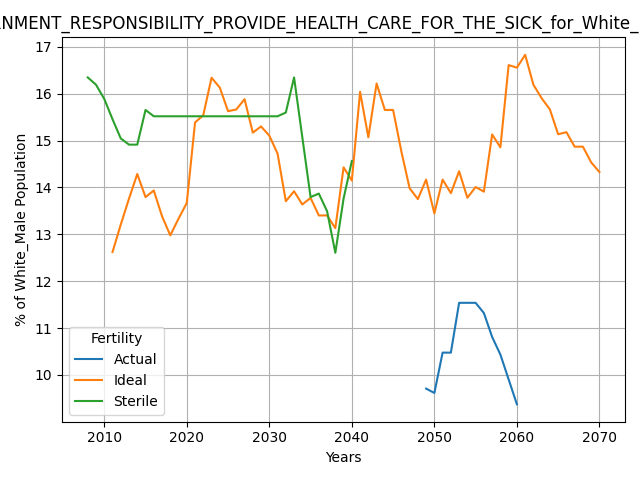 NMENT_RESPONSIBILITY_PROVIDE_HEALTH_CARE_FOR_THE_SICK_for_White_
17
16
15
14
13
12
11
10
% of White_Male Population
Fertility
Actual
Ideal
Sterile
2010 2020 2030 2040 2050 2060 2070
Years